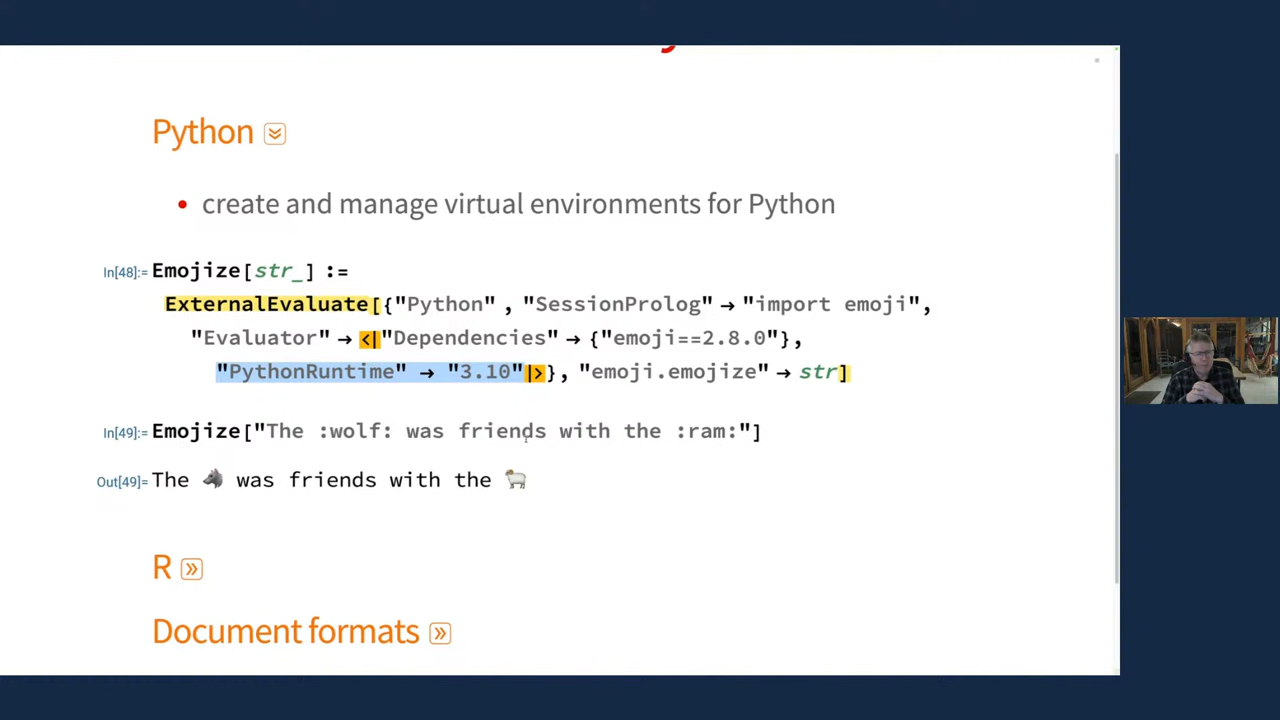 Python
• create and manage virtual environments for Python
In[48]:= Emojize[str_] :=
ExternalEvaluate[{"Python" , "SessionProlog" → "import emoji",
"Evaluator" → <|"Dependencies" → {"emoji==2.8.0"},
"PythonRuntime" → "3.10"|>}, "emoji.emojize" → str]
In[49]:= Emojize["The :wolf: was friends with the :ram:"]
Out[49]= The 🐺 was friends with the 🐏
R
Document formats